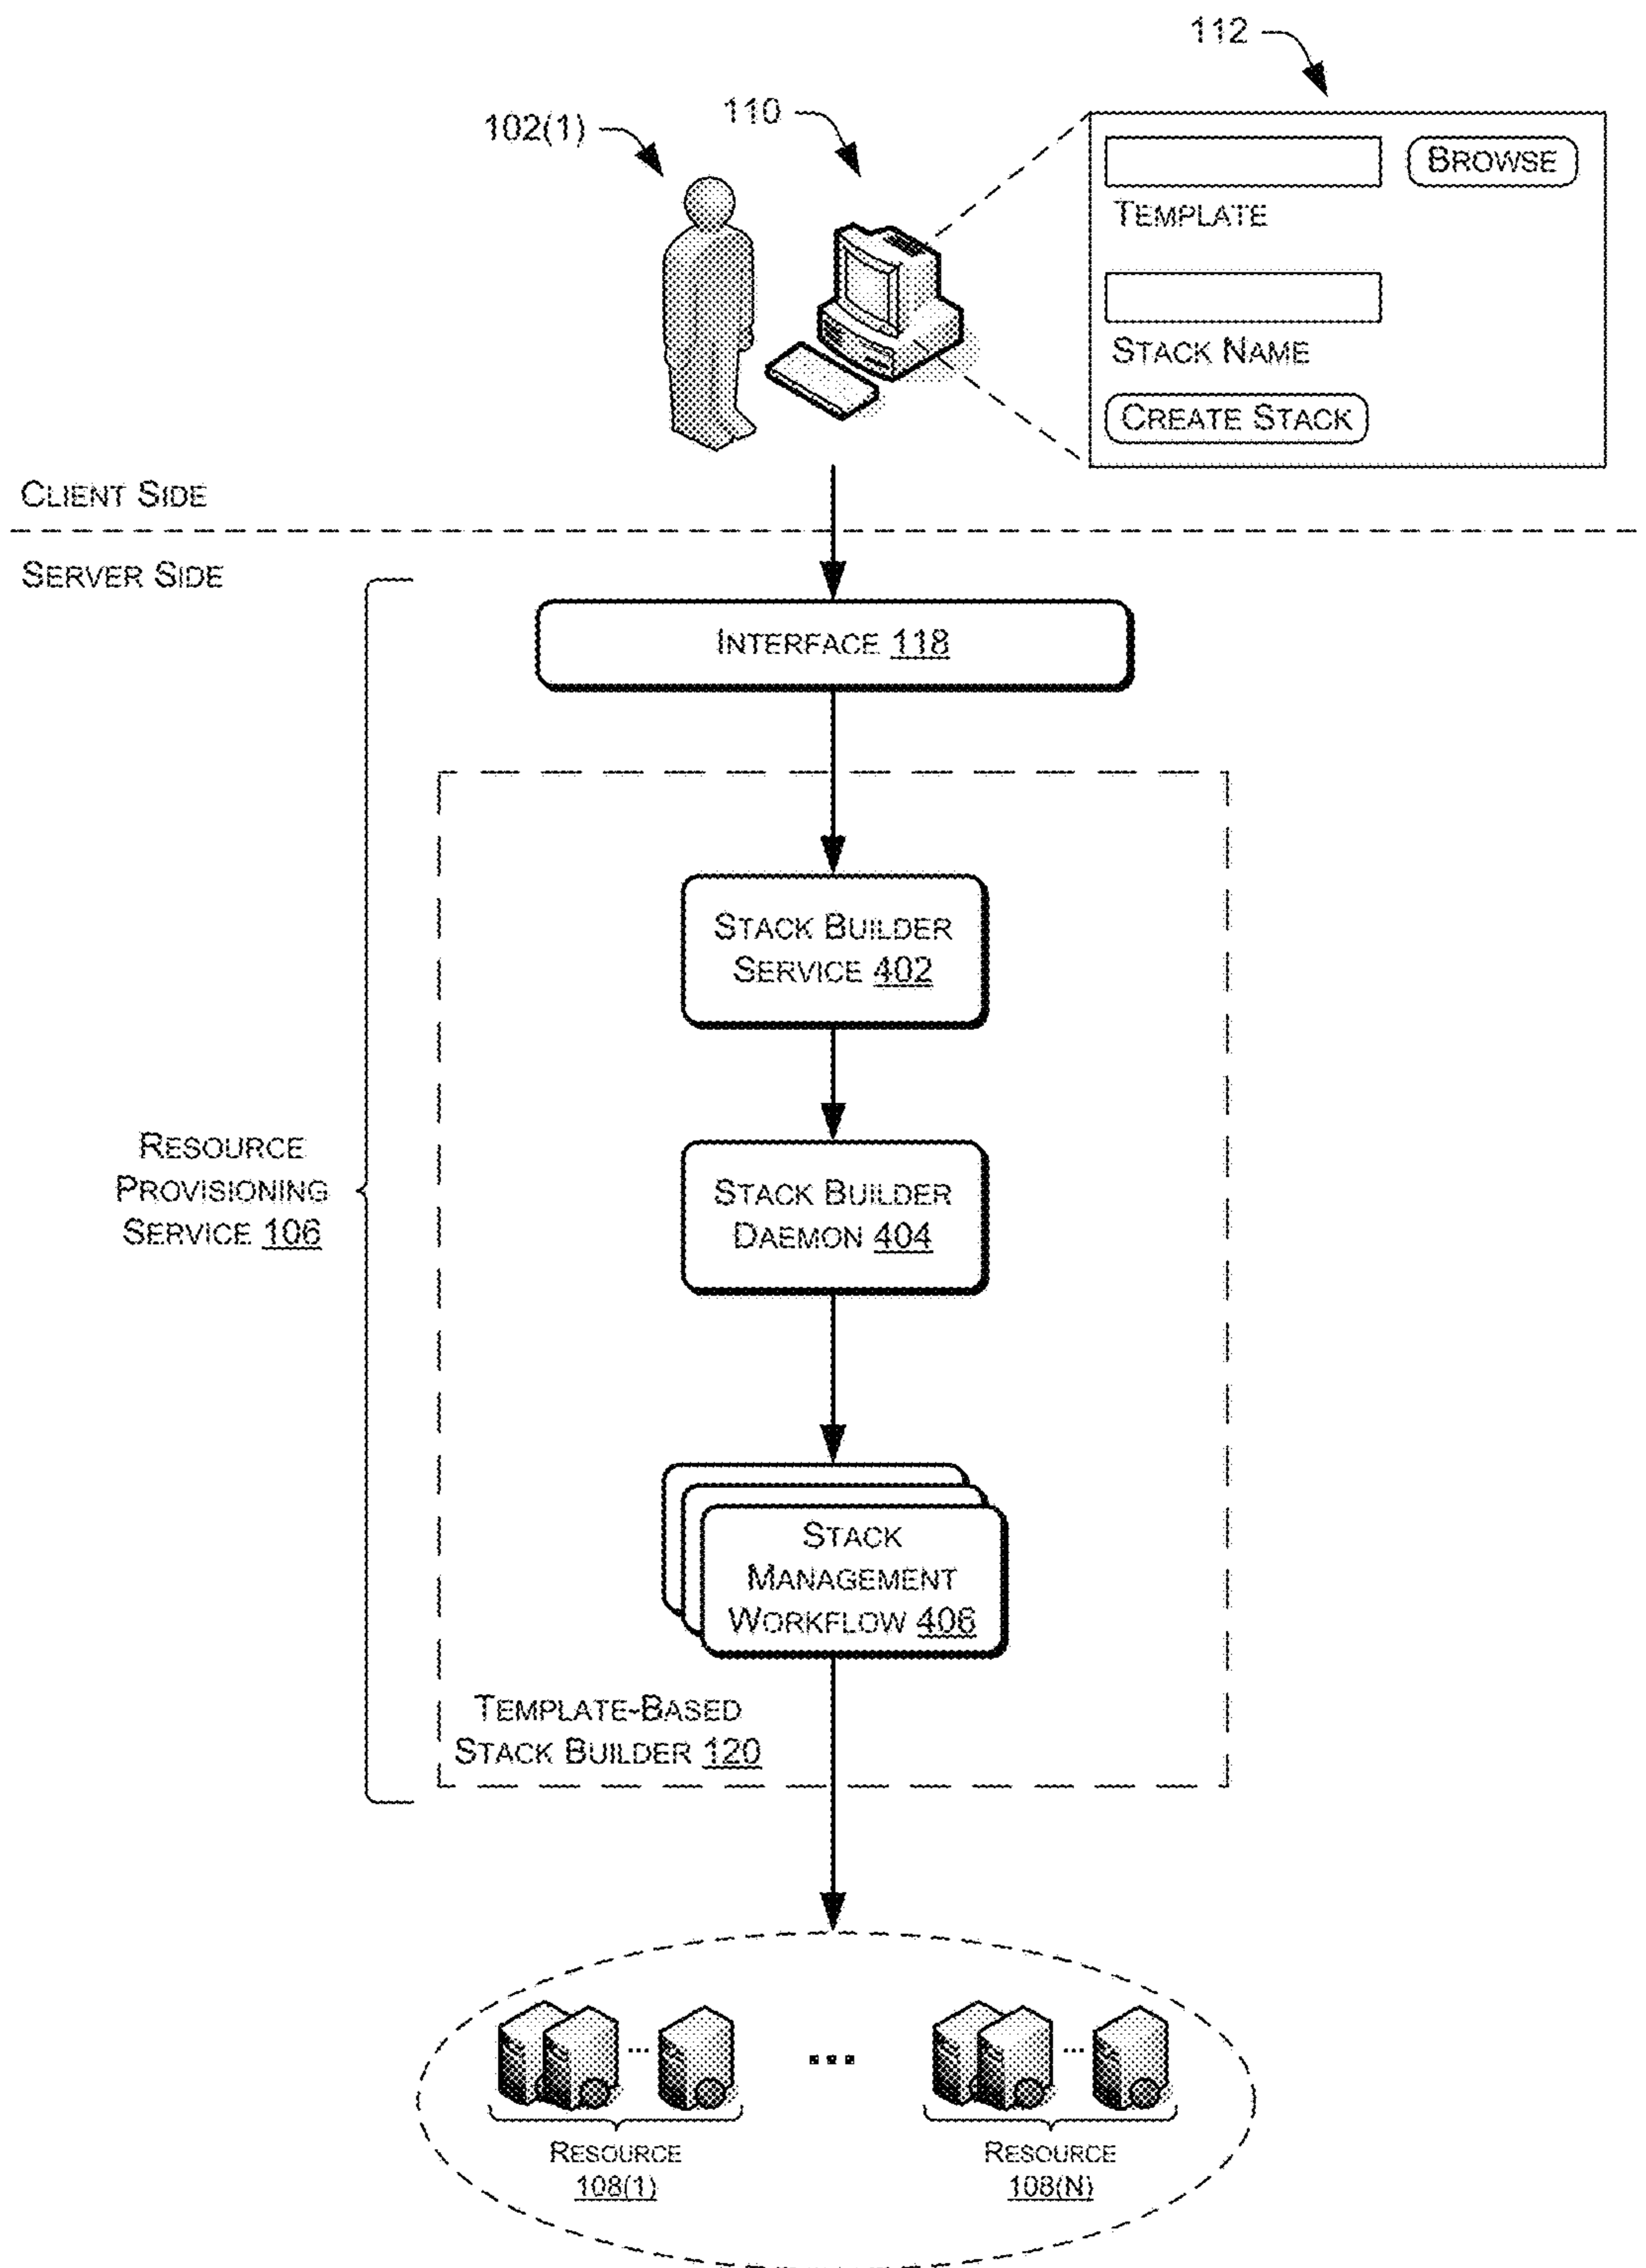 112
110
102(1)
BROWSE
TEMPLATE
STACK NAME
CREATE STACK
CLIENT SIDE
SERVER SIDE
INTERFACE 118
STACK BUILDER
SERVICE 402
RESOURCE
PROVISIONING
SERVICE 106
STACK BUILDER
DAEMON 404
STACK
MANAGEMENT
WORKFLOW 406
TEMPLATE-BASED
STACK BUILDER 120
...
...
...
RESOURCE
108(1)
RESOURCE
108(N)